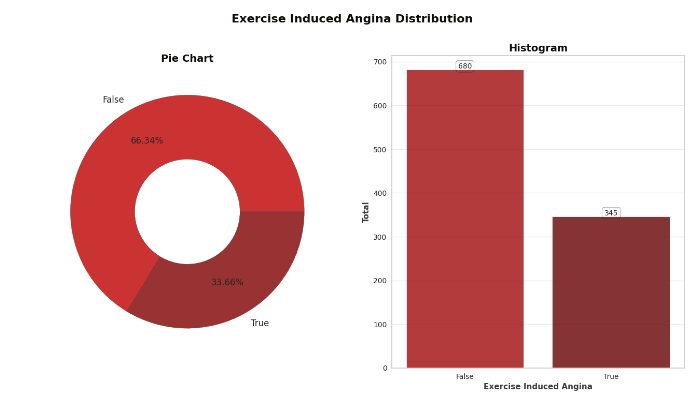 Exercise Induced Angina Distribution
Pie Chart
False
66.34%
33.66%
True
Histogram
700
600
500
400
300
200
100
0
Total
680
345
False
True
Exercise Induced Angina